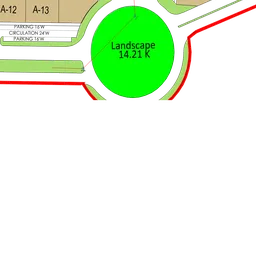 A-12 A-13
PARKING 16'W
CIRCULATION 24'W
PARKING 16'W
Landscape
14.21 K